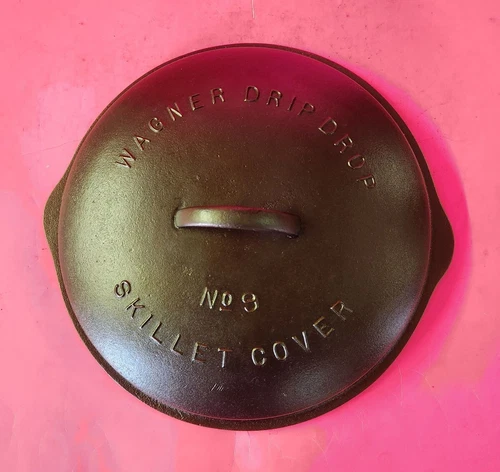 WAGNER DRIP DROP
No 9
SKILLET COVER